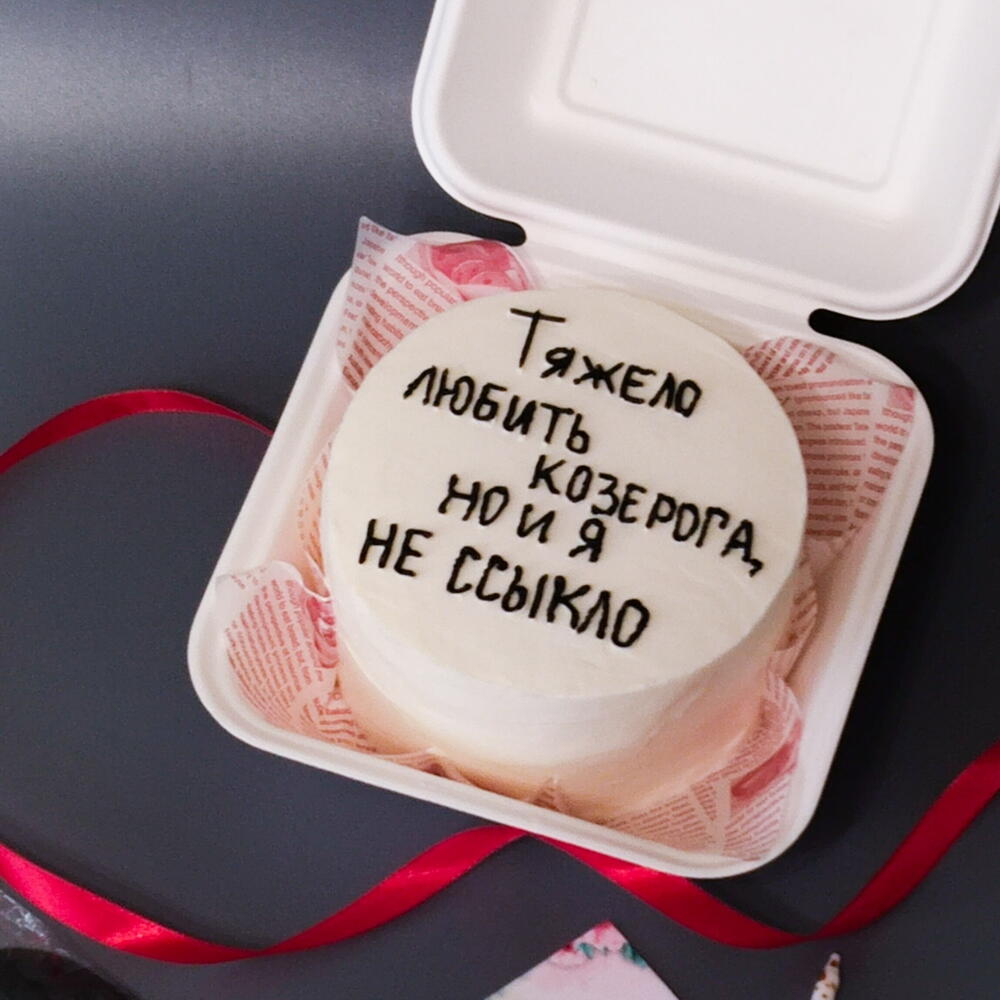 Тяжело
любить
козерога,
но и я
не ссыкло